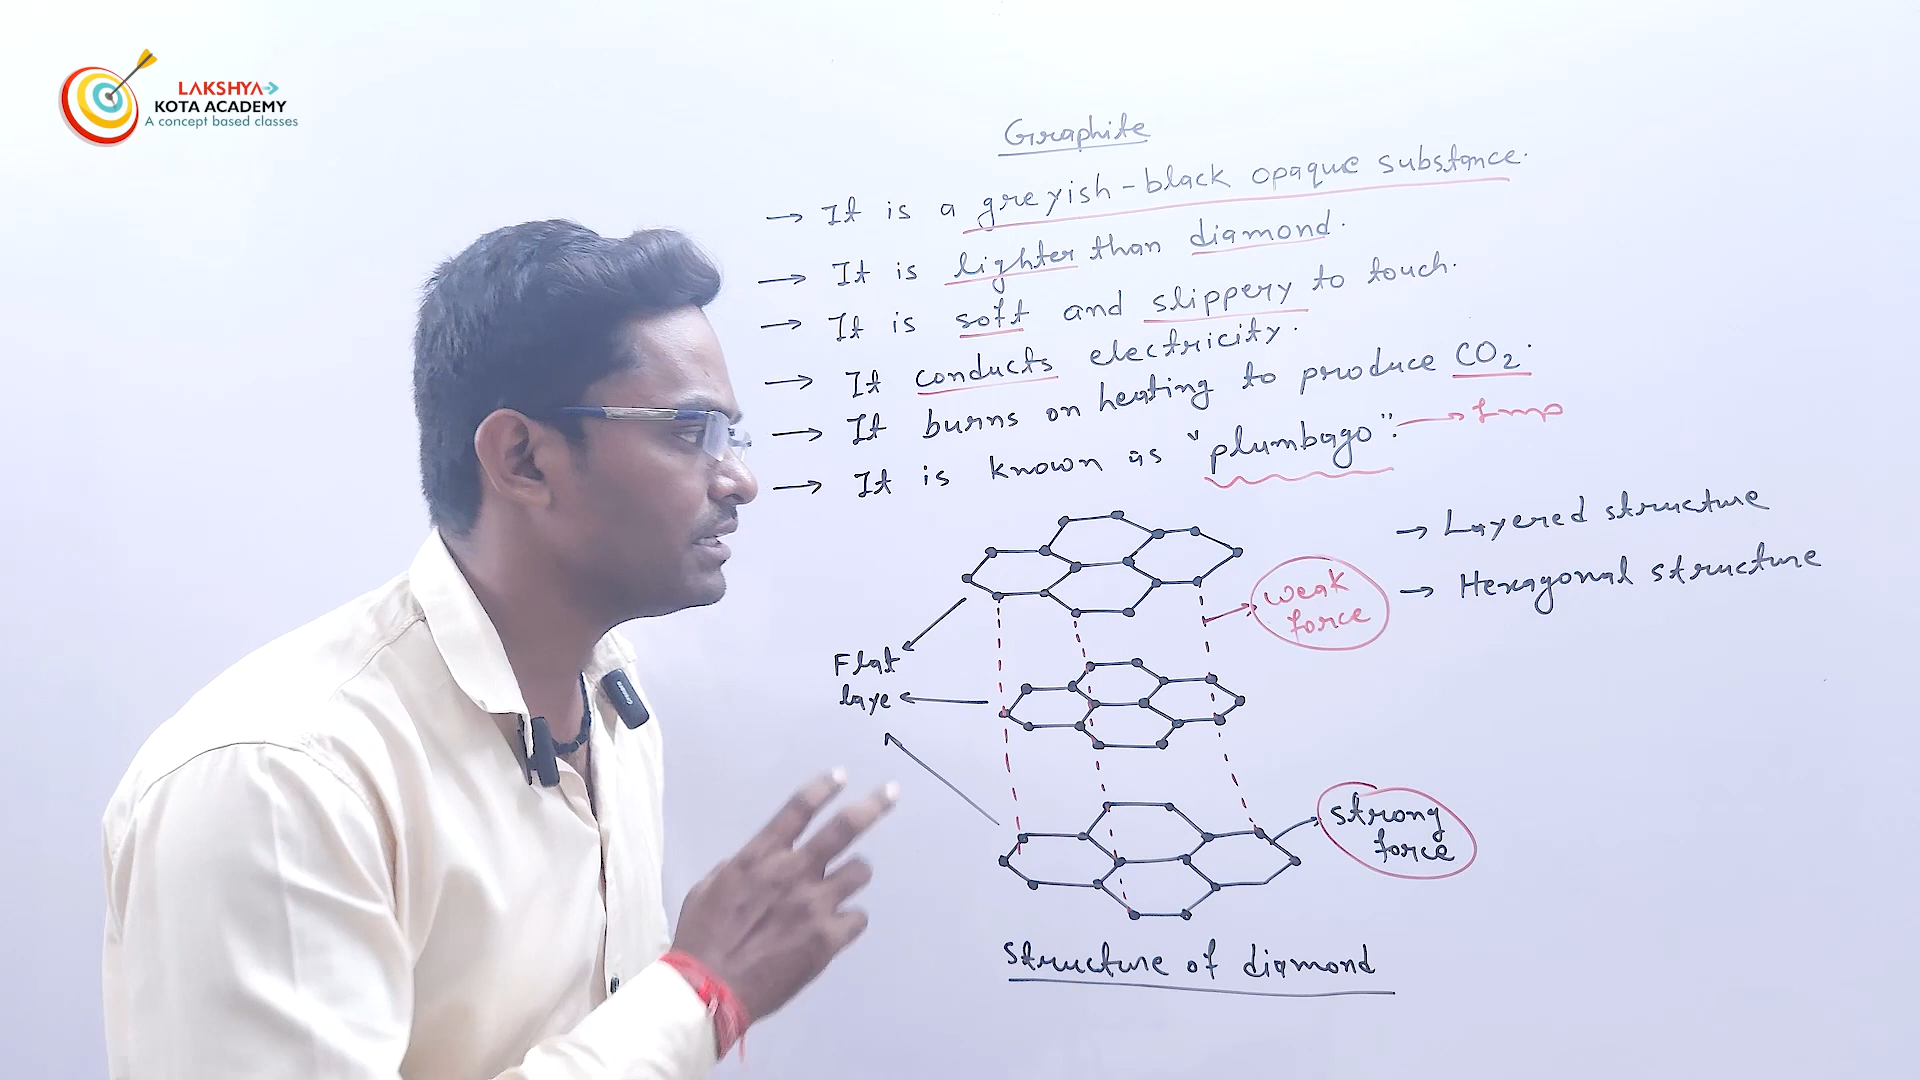 LAKSHYA
KOTA ACADEMY
A concept based classes
Graphite
→ It is a greyish-black opaque substance.
→ It is lighter than diamond.
→ It is soft and slippery to touch.
→ It conducts electricity.
→ It burns on heating to produce CO₂.
→ It is known as "plumbago". → Imp
→ Layered structure
→ Hexagonal structure
weak
force
Flat
laye
strong
force
Structure of diamond